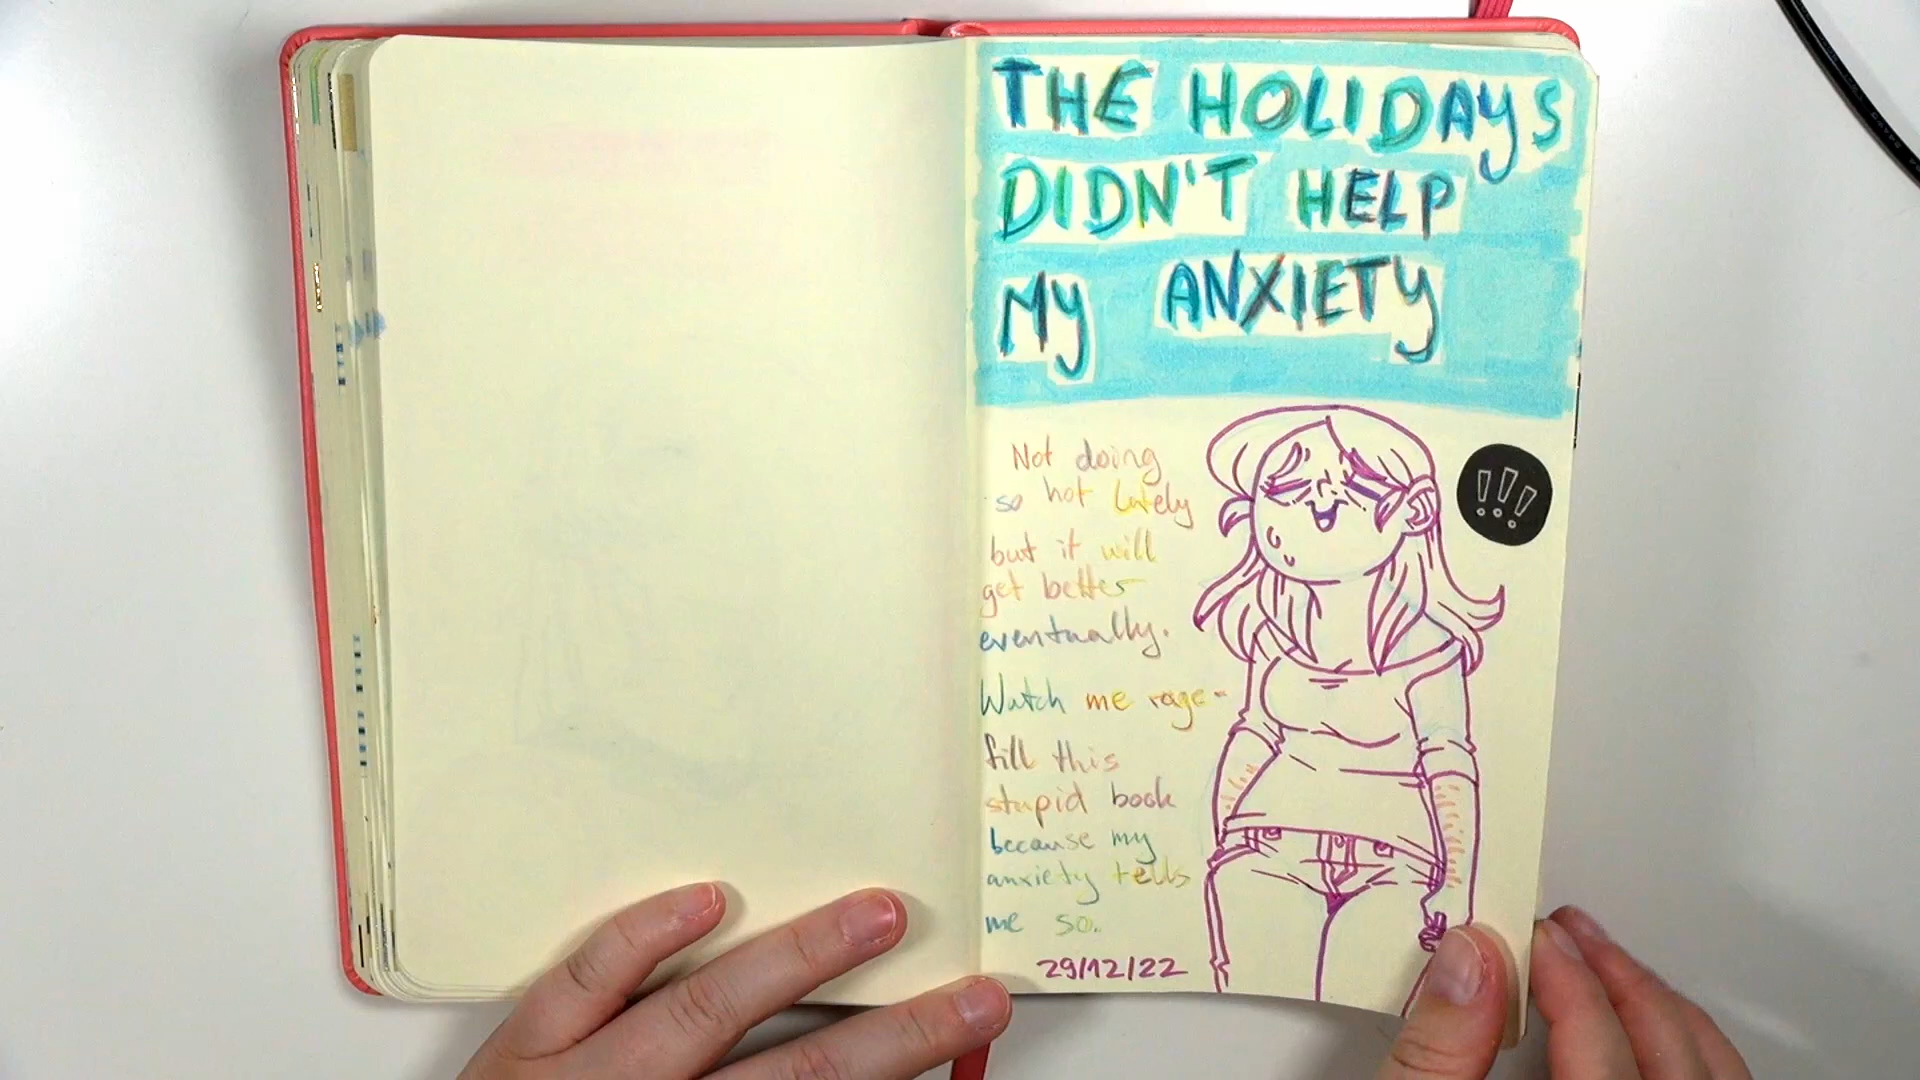 THE HOLIDAYS
DIDN'T HELP
MY ANXIETY
!!!
Not doing
so hot lately
but it will
get better
eventually.
Watch me rage-
fill this
stupid book
because my
anxiety tells
me so.
29/12/22